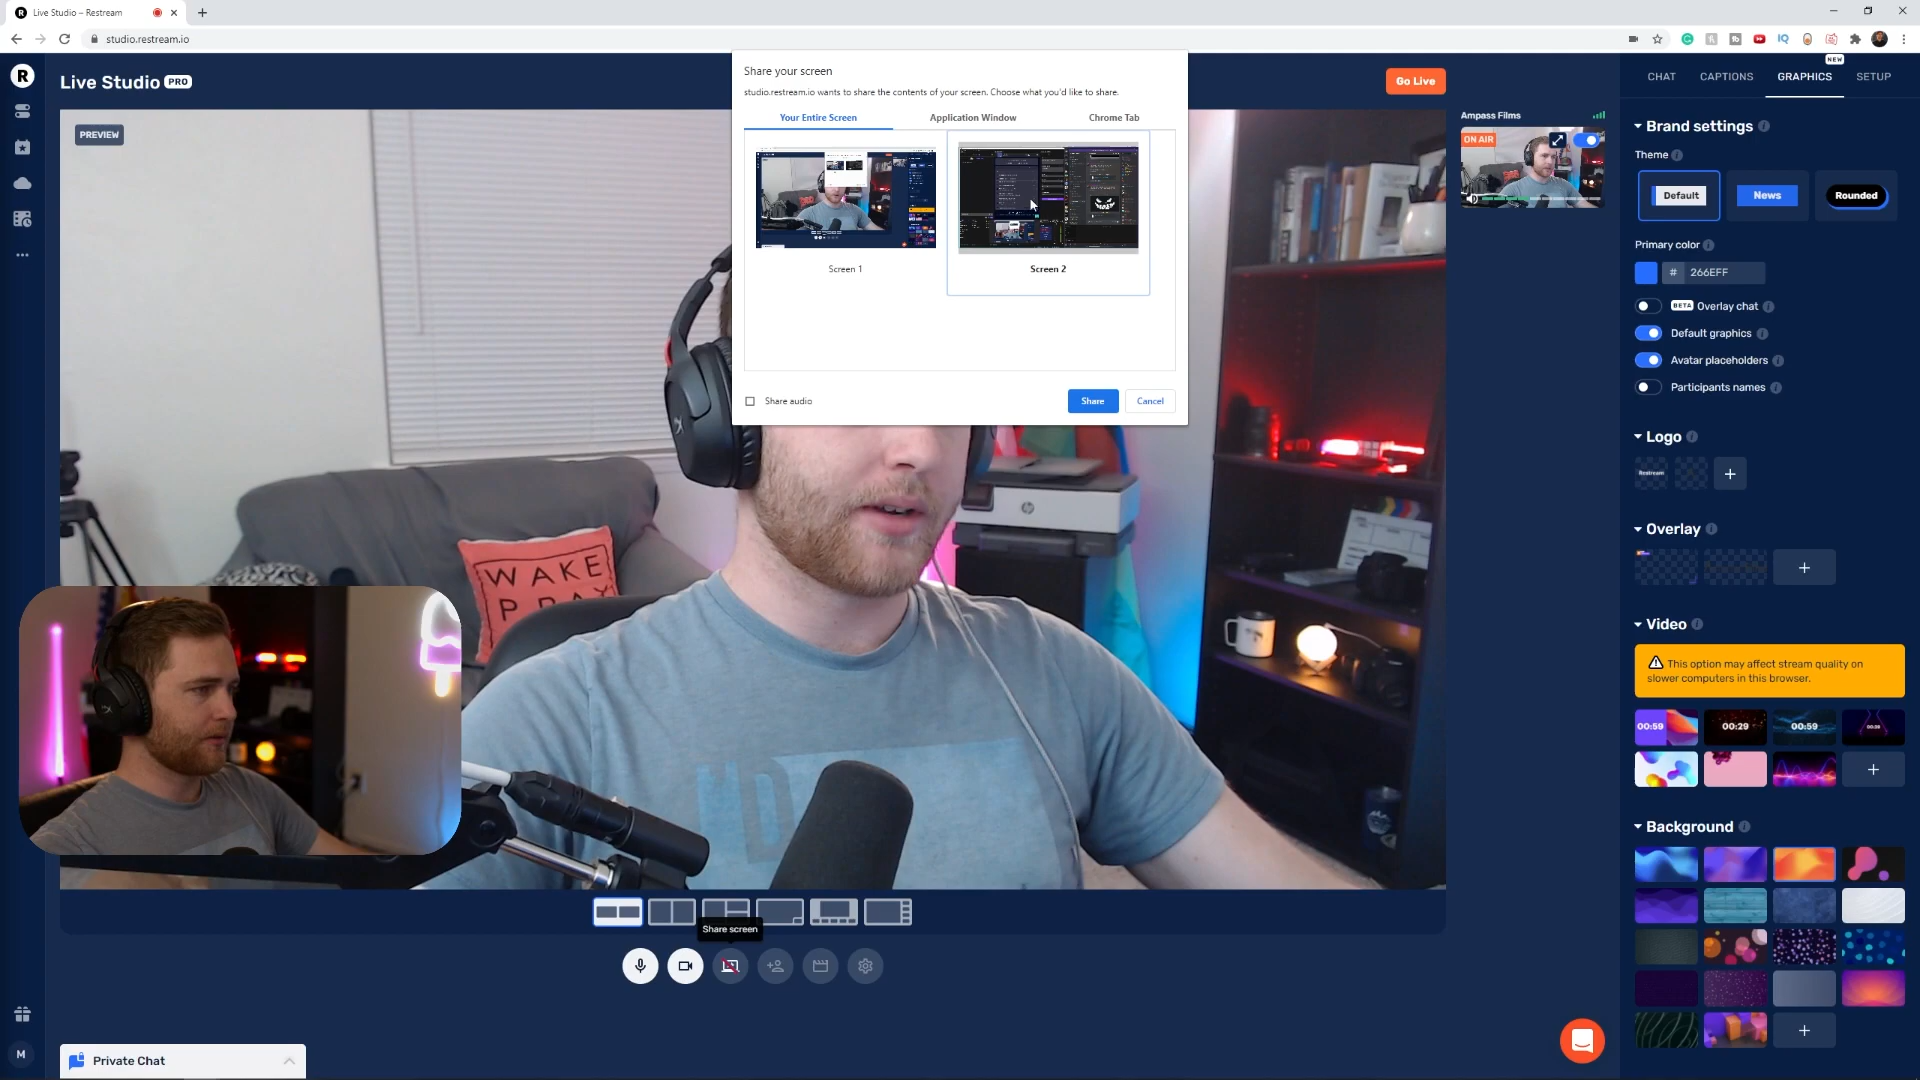 Live Studio – Restream
studio.restream.io
Live Studio PRO
Go Live
PREVIEW
Share your screen
studio.restream.io wants to share the contents of your screen. Choose what you'd like to share.
Your Entire Screen
Application Window
Chrome Tab
Screen 1
Screen 2
Share audio
Share
Cancel
Ampass Films
ON AIR
CHAT
CAPTIONS
NEW
GRAPHICS
SETUP
Brand settings
Theme
Default
News
Rounded
Primary color
# 266EFF
BETA Overlay chat
Default graphics
Avatar placeholders
Participants names
Logo
Restream
Overlay
Video
This option may affect stream quality on
slower computers in this browser.
00:59
00:29
00:59
Background
WAKE
PRAY
hp
Share screen
Private Chat
R
M
IQ